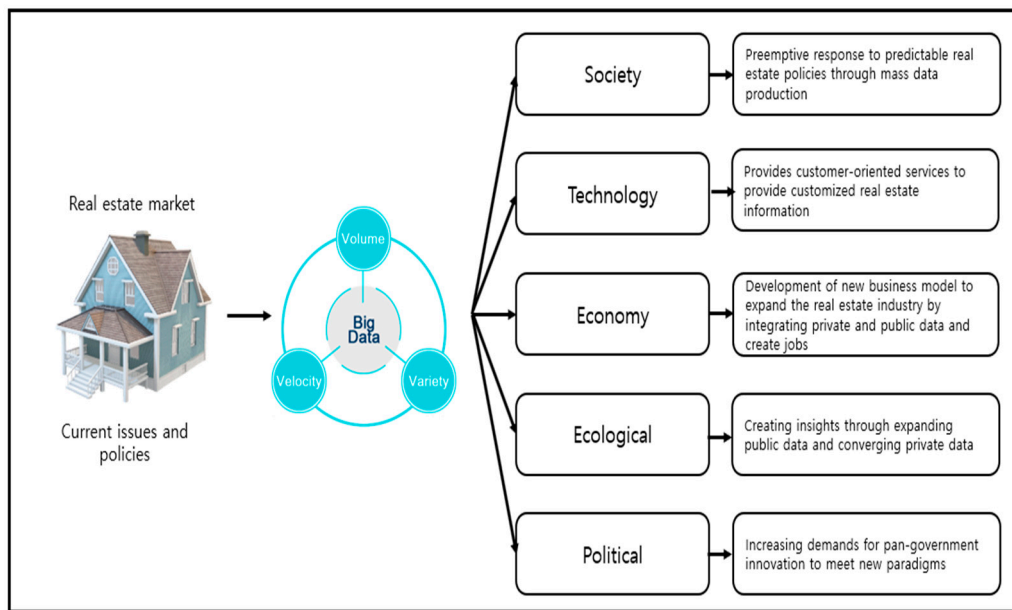 Real estate market
Current issues and
policies
Volume
Big
Data
Velocity
Variety
Society
Preemptive response to predictable real
estate policies through mass data
production
Technology
Provides customer-oriented services to
provide customized real estate
information
Economy
Development of new business model to
expand the real estate industry by
integrating private and public data and
create jobs
Ecological
Creating insights through expanding
public data and converging private data
Political
Increasing demands for pan-government
innovation to meet new paradigms